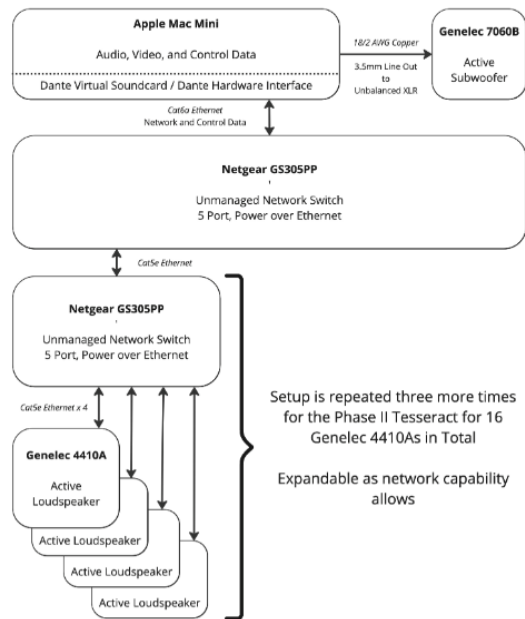 Apple Mac Mini
Audio, Video, and Control Data
Dante Virtual Soundcard / Dante Hardware Interface
18/2 AWG Copper
3.5mm Line Out
to
Unbalanced XLR
Genelec 7060B
Active
Subwoofer
Cat6a Ethernet
Network and Control Data
Netgear GS305PP
Unmanaged Network Switch
5 Port, Power over Ethernet
Cat5e Ethernet
Netgear GS305PP
Unmanaged Network Switch
5 Port, Power over Ethernet
Cat5e Ethernet x 4
Genelec 4410A
Active
Loudspeaker
Active Loudspeaker
Active Loudspeaker
Active Loudspeaker
Setup is repeated three more times
for the Phase II Tesseract for 16
Genelec 4410As in Total
Expandable as network capability
allows